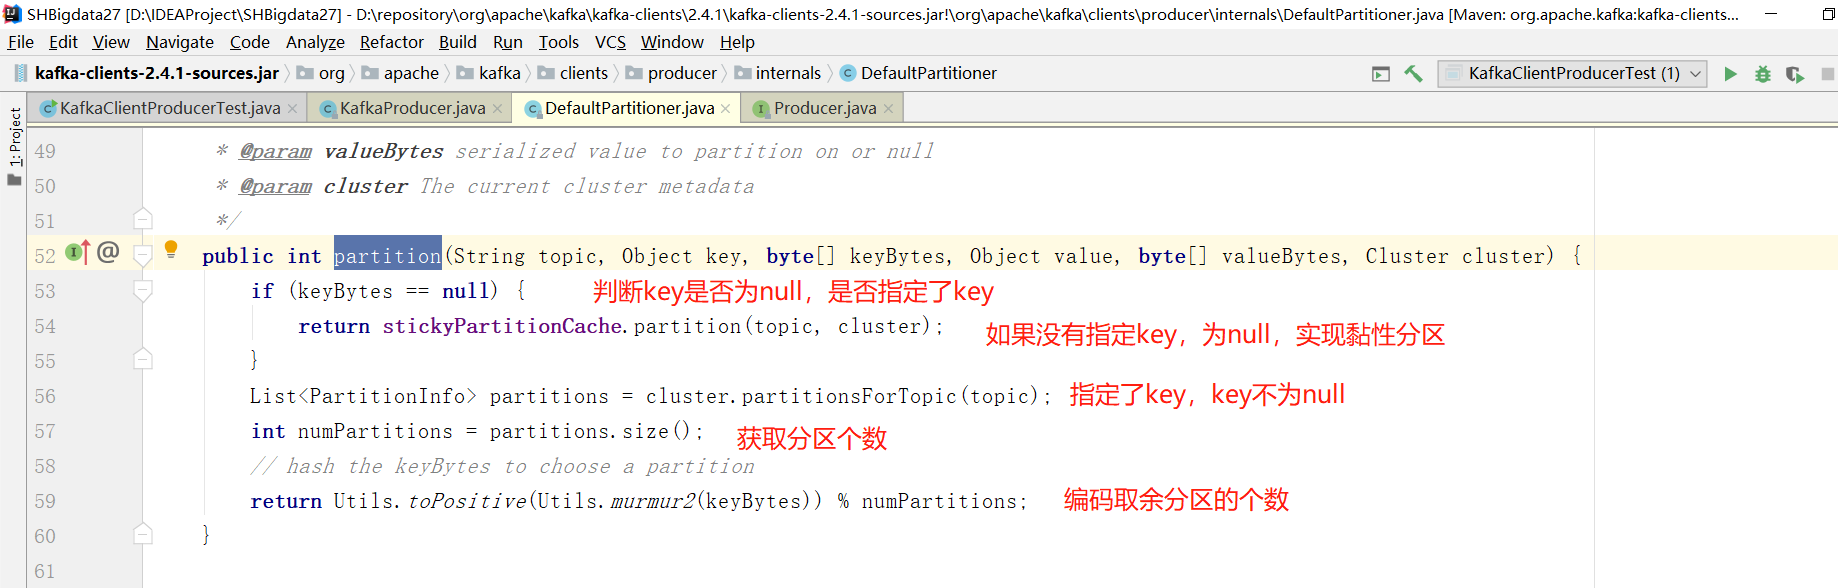 SHBigdata27 [D:\IDEAProject\SHBigdata27] - D:\repository\org\apache\kafka\kafka-clients\2.4.1\kafka-clients-2.4.1-sources.jar!\org\apache\kafka\clients\producer\internals\DefaultPartitioner.java [Maven: org.apache.kafka:kafka-clients...
File Edit View Navigate Code Analyze Refactor Build Run Tools VCS Window Help
kafka-clients-2.4.1-sources.jar org apache kafka clients producer internals DefaultPartitioner KafkaClientProducerTest (1)
KafkaClientProducerTest.java KafkaProducer.java DefaultPartitioner.java Producer.java
1: Project
49 * @param valueBytes serialized value to partition on or null
50 * @param cluster The current cluster metadata
51 */
52 public int partition(String topic, Object key, byte[] keyBytes, Object value, byte[] valueBytes, Cluster cluster) {
53 if (keyBytes == null) { 判断key是否为null，是否指定了key
54 return stickyPartitionCache.partition(topic, cluster); 如果没有指定key，为null，实现黏性分区
55 }
56 List<PartitionInfo> partitions = cluster.partitionsForTopic(topic); 指定了key，key不为null
57 int numPartitions = partitions.size(); 获取分区个数
58 // hash the keyBytes to choose a partition
59 return Utils.toPositive(Utils.murmur2(keyBytes)) % numPartitions; 编码取余分区的个数
60 }
61